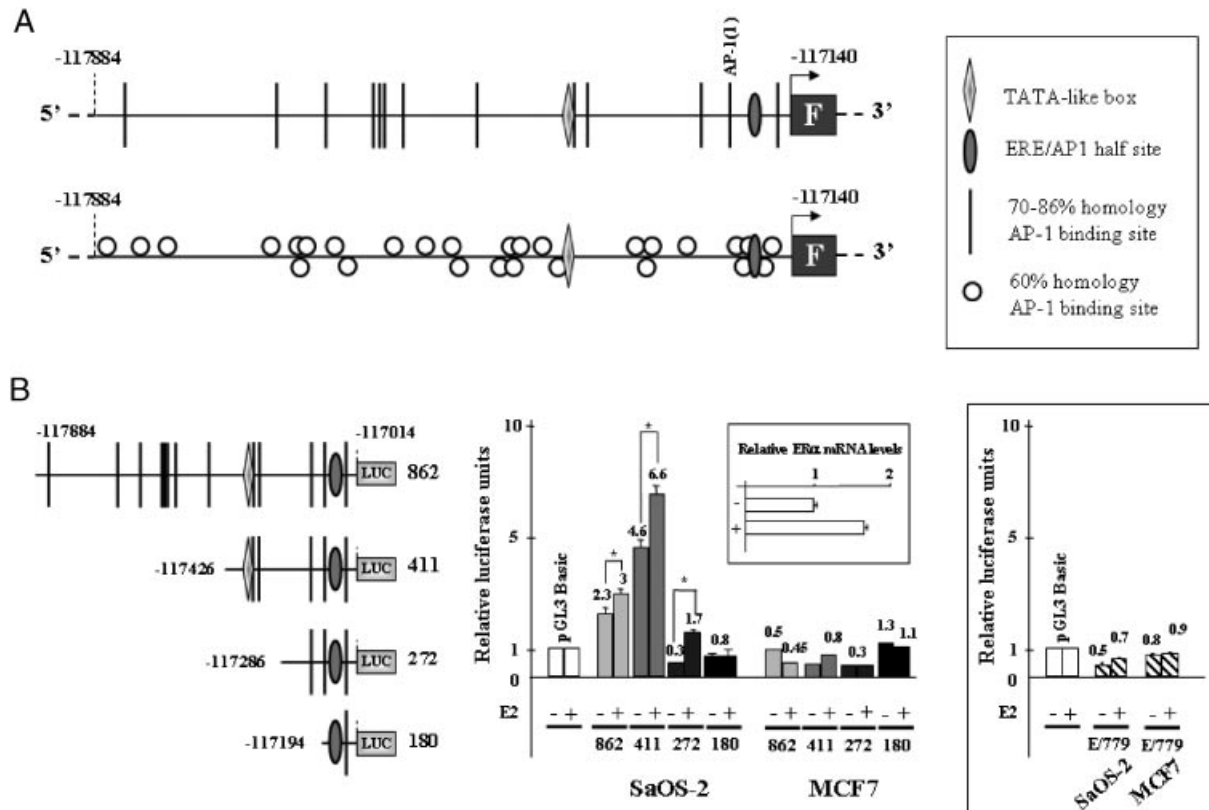 A
-117884
AP-1(1)
-117140
5’
F
3’
-117884
-117140
5’
F
3’
TATA-like box
ERE/AP1 half site
70-86% homology
AP-1 binding site
60% homology
AP-1 binding site
B
-117884
-117014
LUC
862
-117426
LUC
411
-117286
LUC
272
-117194
LUC
180
Relative luciferase units
10
5
1
0
pGL3 Basic
2.3
3
*
4.6
6.6
*
0.3
1.7
*
0.8
0.5
0.45
0.8
0.3
1.3
1.1
Relative ERα mRNA levels
1 2
-
+
E2 - + - + - + - + - + - + - + - + - +
862 411 272 180 862 411 272 180
SaOS-2 MCF7
Relative luciferase units
10
5
1
0
pGL3 Basic
0.5
0.7
0.8
0.9
E2 - + - + - +
E/779 E/779
SaOS-2 MCF7